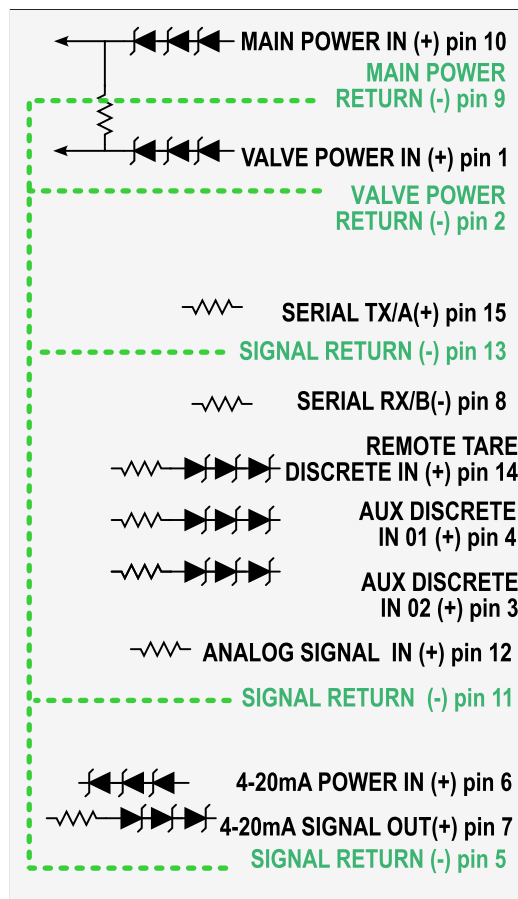 MAIN POWER IN (+) pin 10
MAIN POWER
RETURN (-) pin 9
VALVE POWER IN (+) pin 1
VALVE POWER
RETURN (-) pin 2
SERIAL TX/A(+) pin 15
SIGNAL RETURN (-) pin 13
SERIAL RX/B(-) pin 8
REMOTE TARE
DISCRETE IN (+) pin 14
AUX DISCRETE
IN 01 (+) pin 4
AUX DISCRETE
IN 02 (+) pin 3
ANALOG SIGNAL IN (+) pin 12
SIGNAL RETURN (-) pin 11
4-20mA POWER IN (+) pin 6
4-20mA SIGNAL OUT(+) pin 7
SIGNAL RETURN (-) pin 5